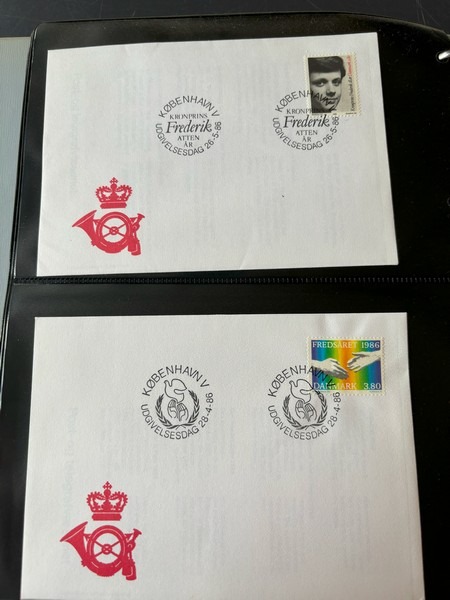 KØBENHAVN V
KRONPRINS
Frederik
ATTEN
ÅR
UDGIVELSESDAG 26-5-86
KØBENHAVN V
KRONPRINS
Frederik
ATTEN
ÅR
UDGIVELSESDAG 26-5-86
KØBENHAVN V
UDGIVELSESDAG 28-4-86
KØBENHAVN V
UDGIVELSESDAG 28-4-86
FREDSÅRET 1986
DANMARK 3.80